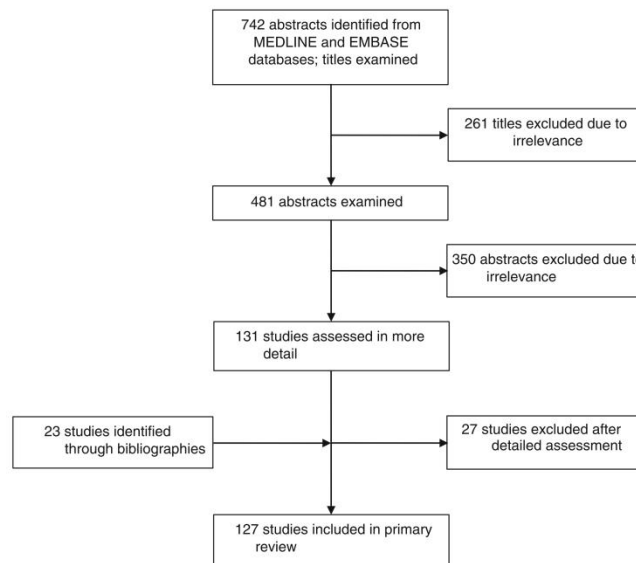 742 abstracts identified from
MEDLINE and EMBASE
databases; titles examined
261 titles excluded due to
irrelevance
481 abstracts examined
350 abstracts excluded due to
irrelevance
131 studies assessed in more
detail
23 studies identified
through bibliographies
27 studies excluded after
detailed assessment
127 studies included in primary
review